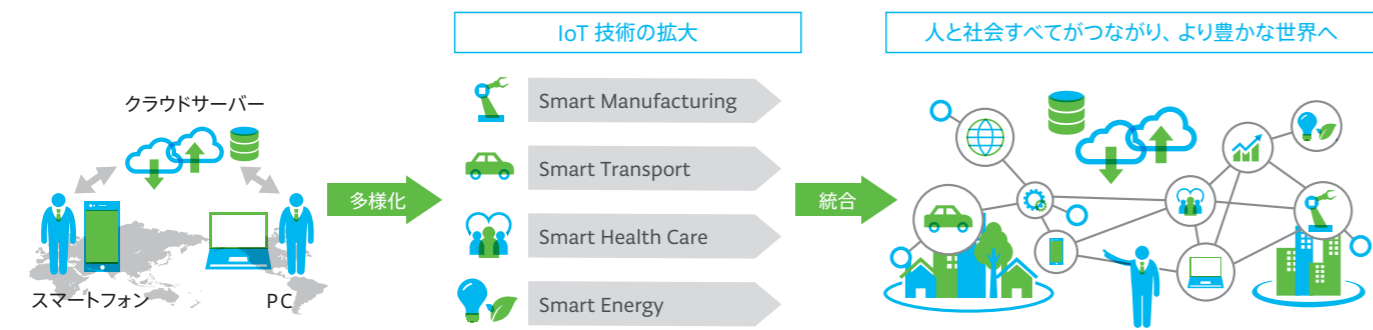 クラウドサーバー
スマートフォン
PC
多様化
IoT 技術の拡大
Smart Manufacturing
Smart Transport
Smart Health Care
Smart Energy
統合
人と社会すべてがつながり、より豊かな世界へ